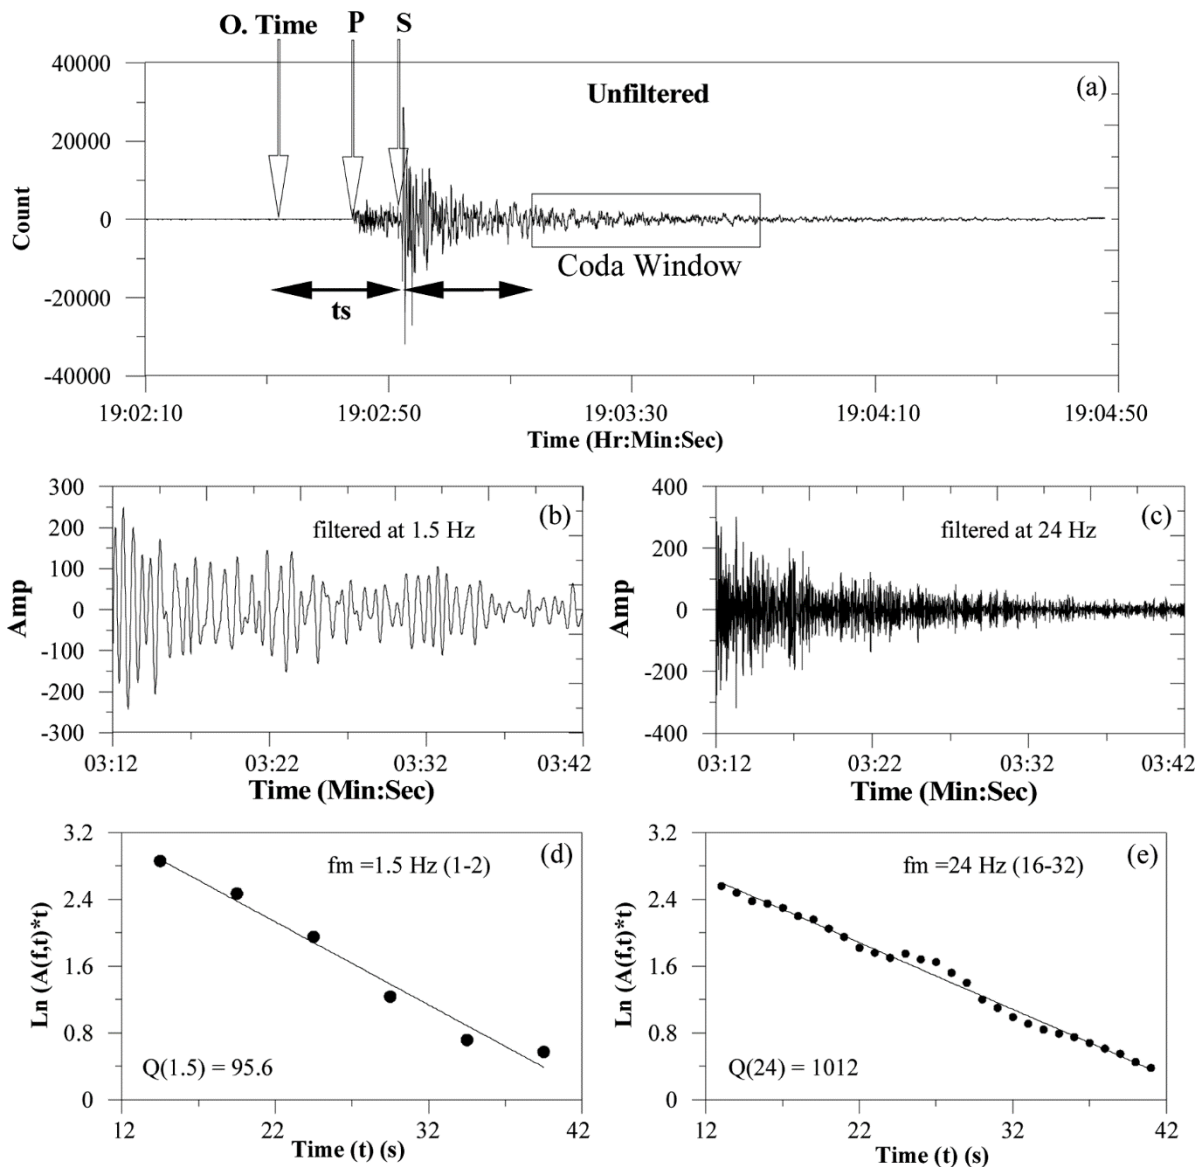 O. Time P S
40000
20000
0
-20000
-40000
Count
Unfiltered
(a)
Coda Window
ts
19:02:10 19:02:50 19:03:30 19:04:10 19:04:50
Time (Hr:Min:Sec)
300
200
100
0
-100
-200
-300
Amp
filtered at 1.5 Hz
(b)
03:12 03:22 03:32 03:42
Time (Min:Sec)
400
200
0
-200
-400
Amp
filtered at 24 Hz
(c)
03:12 03:22 03:32 03:42
Time (Min:Sec)
3.2
2.4
1.6
0.8
0
Ln (A(f,t)*t)
fm =1.5 Hz (1-2)
(d)
Q(1.5) = 95.6
12 22 32 42
Time (t) (s)
3.2
2.4
1.6
0.8
0
Ln (A(f,t)*t)
fm =24 Hz (16-32)
(e)
Q(24) = 1012
12 22 32 42
Time (t) (s)